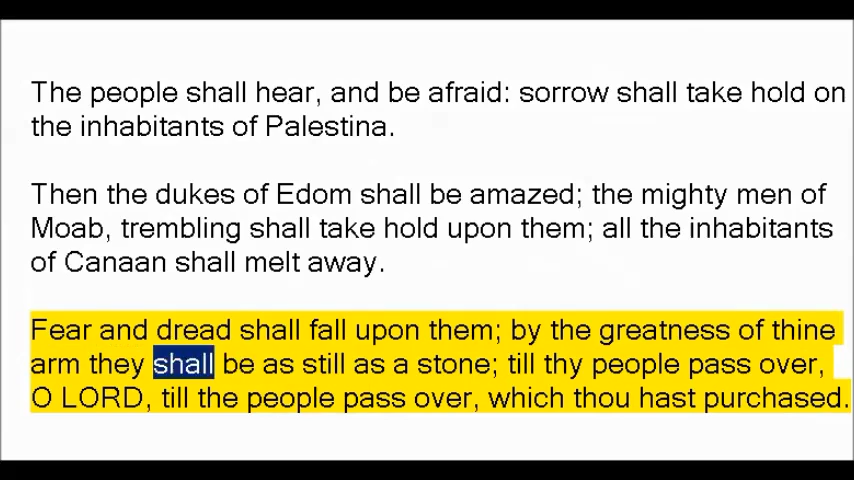 The people shall hear, and be afraid: sorrow shall take hold on
the inhabitants of Palestina.
Then the dukes of Edom shall be amazed; the mighty men of
Moab, trembling shall take hold upon them; all the inhabitants
of Canaan shall melt away.
Fear and dread shall fall upon them; by the greatness of thine
arm they shall be as still as a stone; till thy people pass over,
O LORD, till the people pass over, which thou hast purchased.